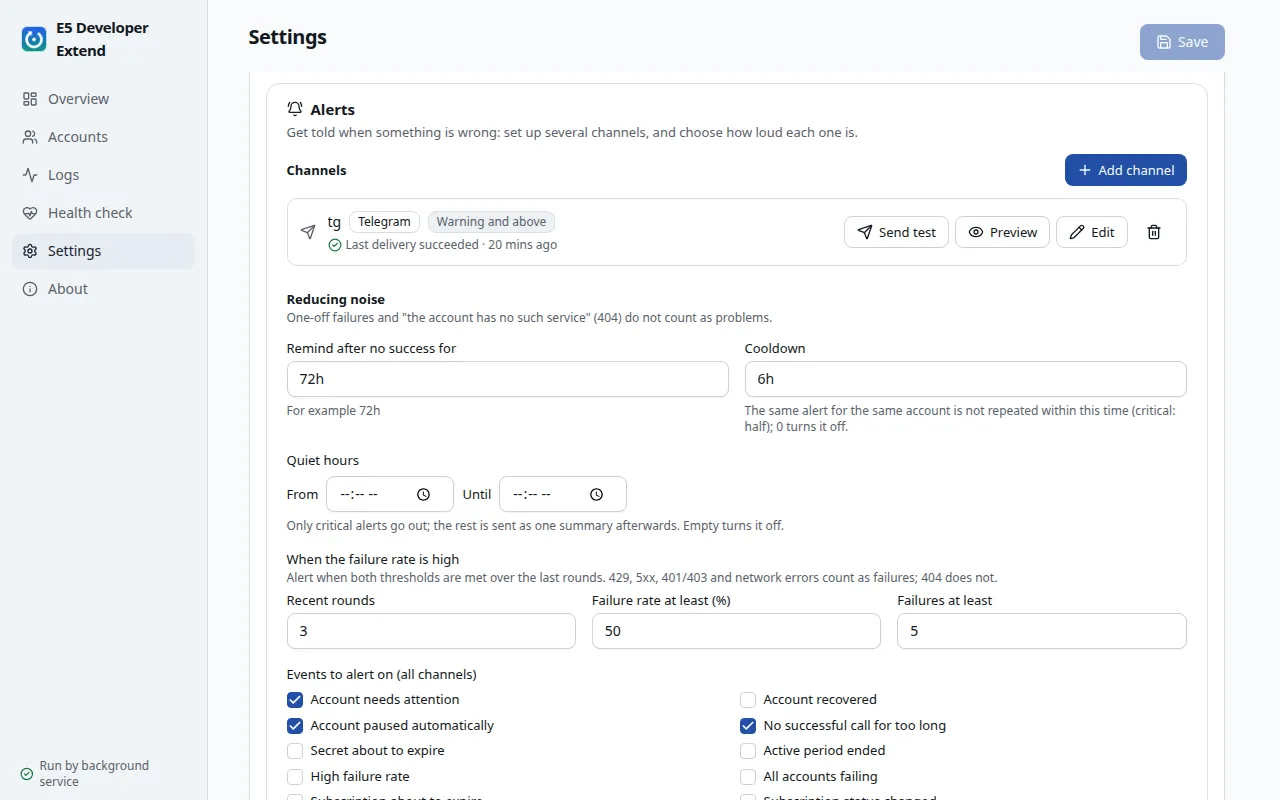 E5 Developer
Extend
Overview
Accounts
Logs
Health check
Settings
About
Run by background
service
Settings
Save
Alerts
Get told when something is wrong: set up several channels, and choose how loud each one is.
Channels
Add channel
tg Telegram Warning and above
Last delivery succeeded · 20 mins ago
Send test Preview Edit
Reducing noise
One-off failures and "the account has no such service" (404) do not count as problems.
Remind after no success for
72h
For example 72h
Cooldown
6h
The same alert for the same account is not repeated within this time (critical:
half); 0 turns it off.
Quiet hours
From --:-- -- Until --:-- --
Only critical alerts go out; the rest is sent as one summary afterwards. Empty turns it off.
When the failure rate is high
Alert when both thresholds are met over the last rounds. 429, 5xx, 401/403 and network errors count as failures; 404 does not.
Recent rounds Failure rate at least (%) Failures at least
3 50 5
Events to alert on (all channels)
Account needs attention Account recovered
Account paused automatically No successful call for too long
Secret about to expire Active period ended
High failure rate All accounts failing
Subscription about to expire Subscription status changed